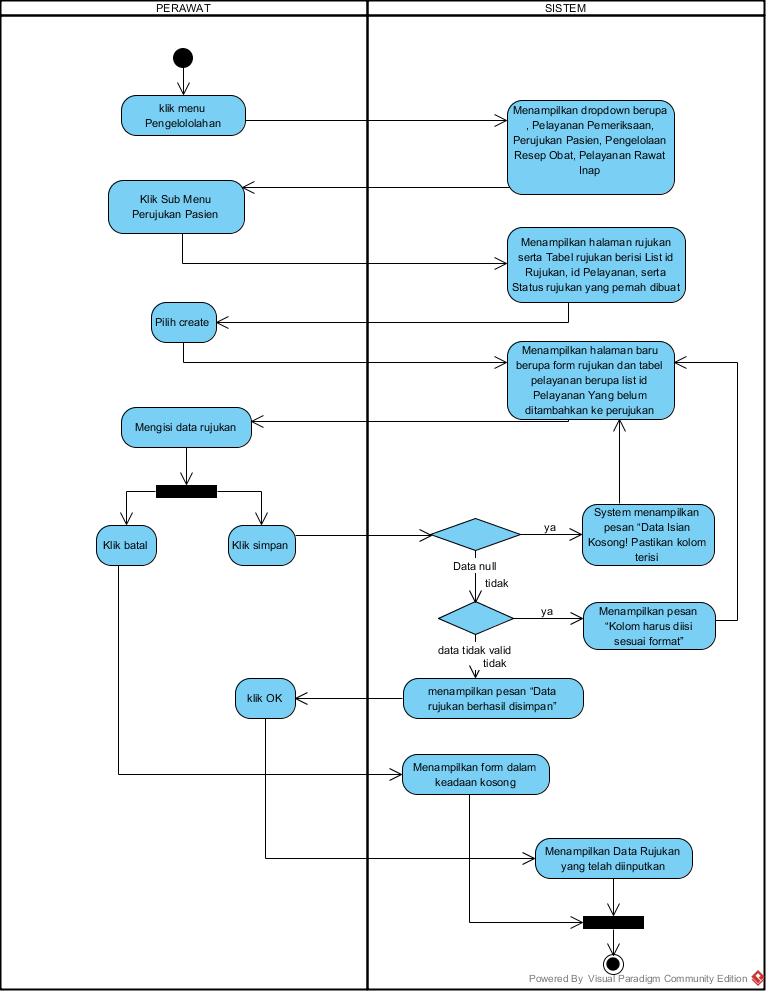 PERAWAT
SISTEM
klik menu
Pengelololahan
Menampilkan dropdown berupa
, Pelayanan Pemeriksaan,
Perujukan Pasien, Pengelolaan
Resep Obat, Pelayanan Rawat
Inap
Klik Sub Menu
Perujukan Pasien
Menampilkan halaman rujukan
serta Tabel rujukan berisi List id
Rujukan, id Pelayanan, serta
Status rujukan yang pernah dibuat
Pilih create
Menampilkan halaman baru
berupa form rujukan dan tabel
pelayanan berupa list id
Pelayanan Yang belum
ditambahkan ke perujukan
Mengisi data rujukan
Klik batal
Klik simpan
ya
System menampilkan
pesan “Data Isian
Kosong! Pastikan kolom
terisi
Data null
tidak
ya
Menampilkan pesan
“Kolom harus diisi
sesuai format”
data tidak valid
tidak
klik OK
menampilkan pesan “Data
rujukan berhasil disimpan”
Menampilkan form dalam
keadaan kosong
Menampilkan Data Rujukan
yang telah diinputkan
Powered By Visual Paradigm Community Edition